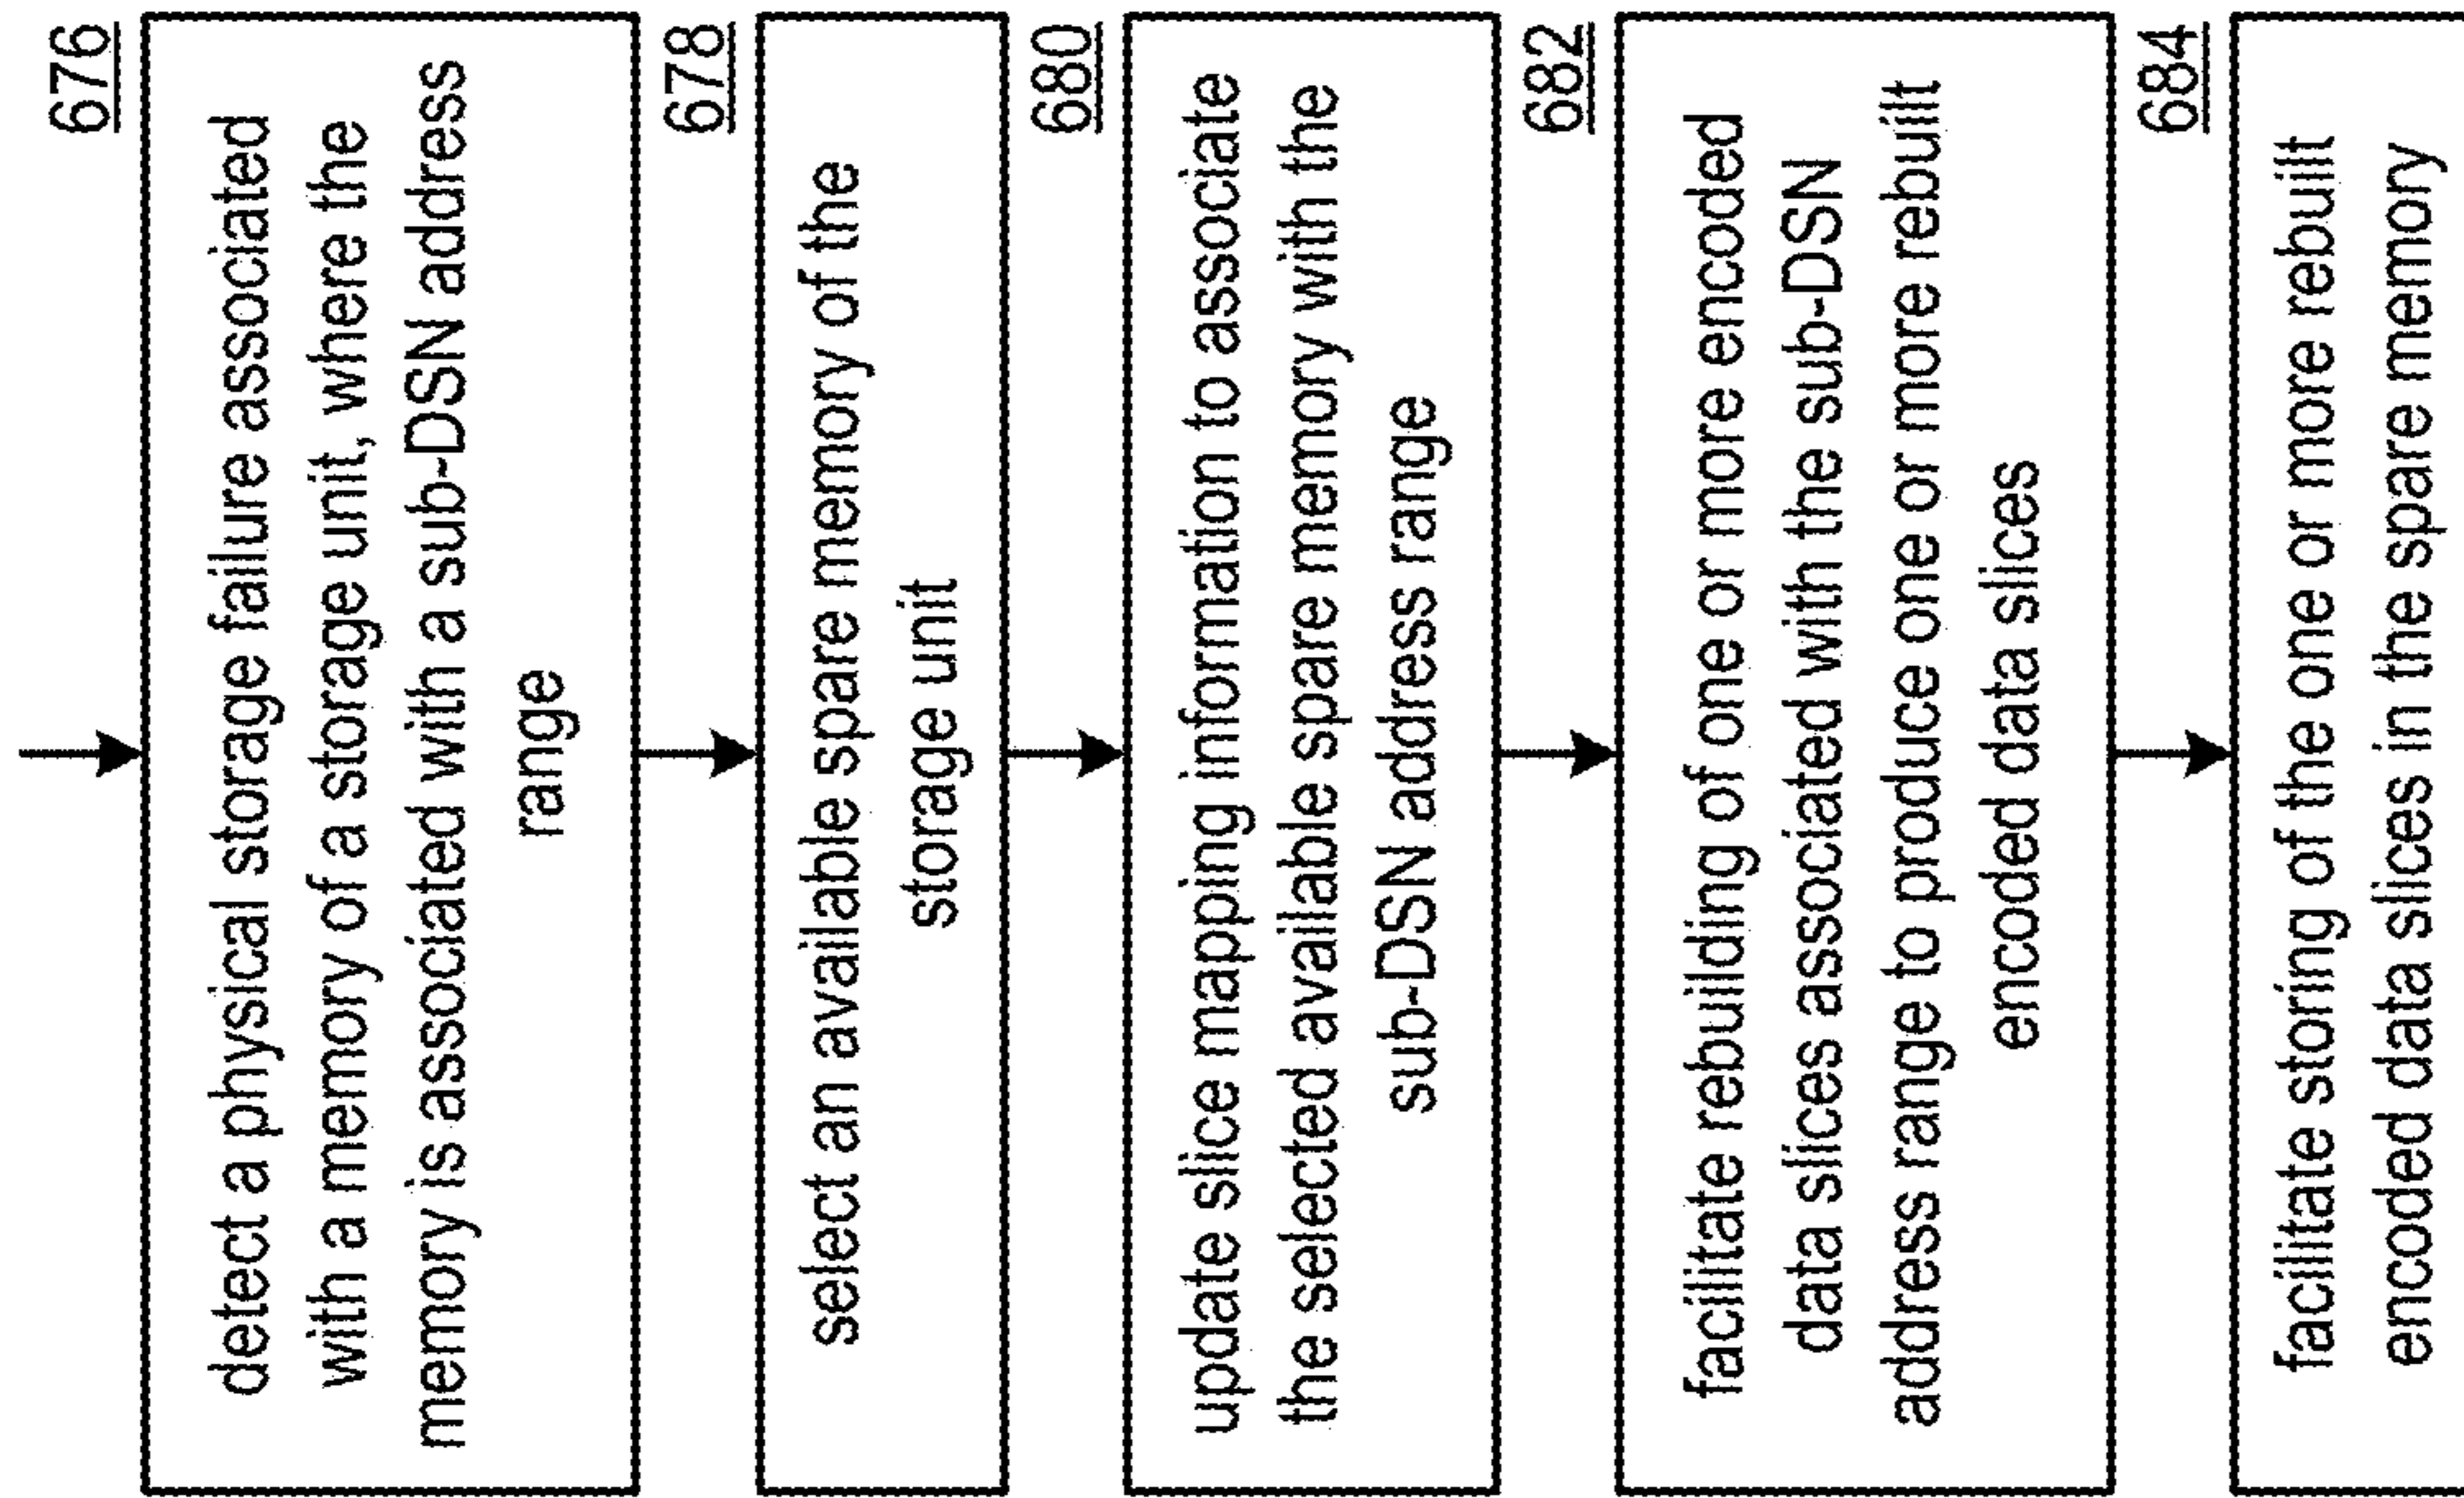 676
detect a physical storage failure associated
with a memory of a storage unit, where the
memory is associated with a sub-DSN address
range
678
select an available spare memory of the
storage unit
680
update slice mapping information to associate
the selected available spare memory with the
sub-DSN address range
682
facilitate rebuilding of one or more encoded
data slices associated with the sub-DSN
address range to produce one or more rebuilt
encoded data slices
684
facilitate storing of the one or more rebuilt
encoded data slices in the spare memory